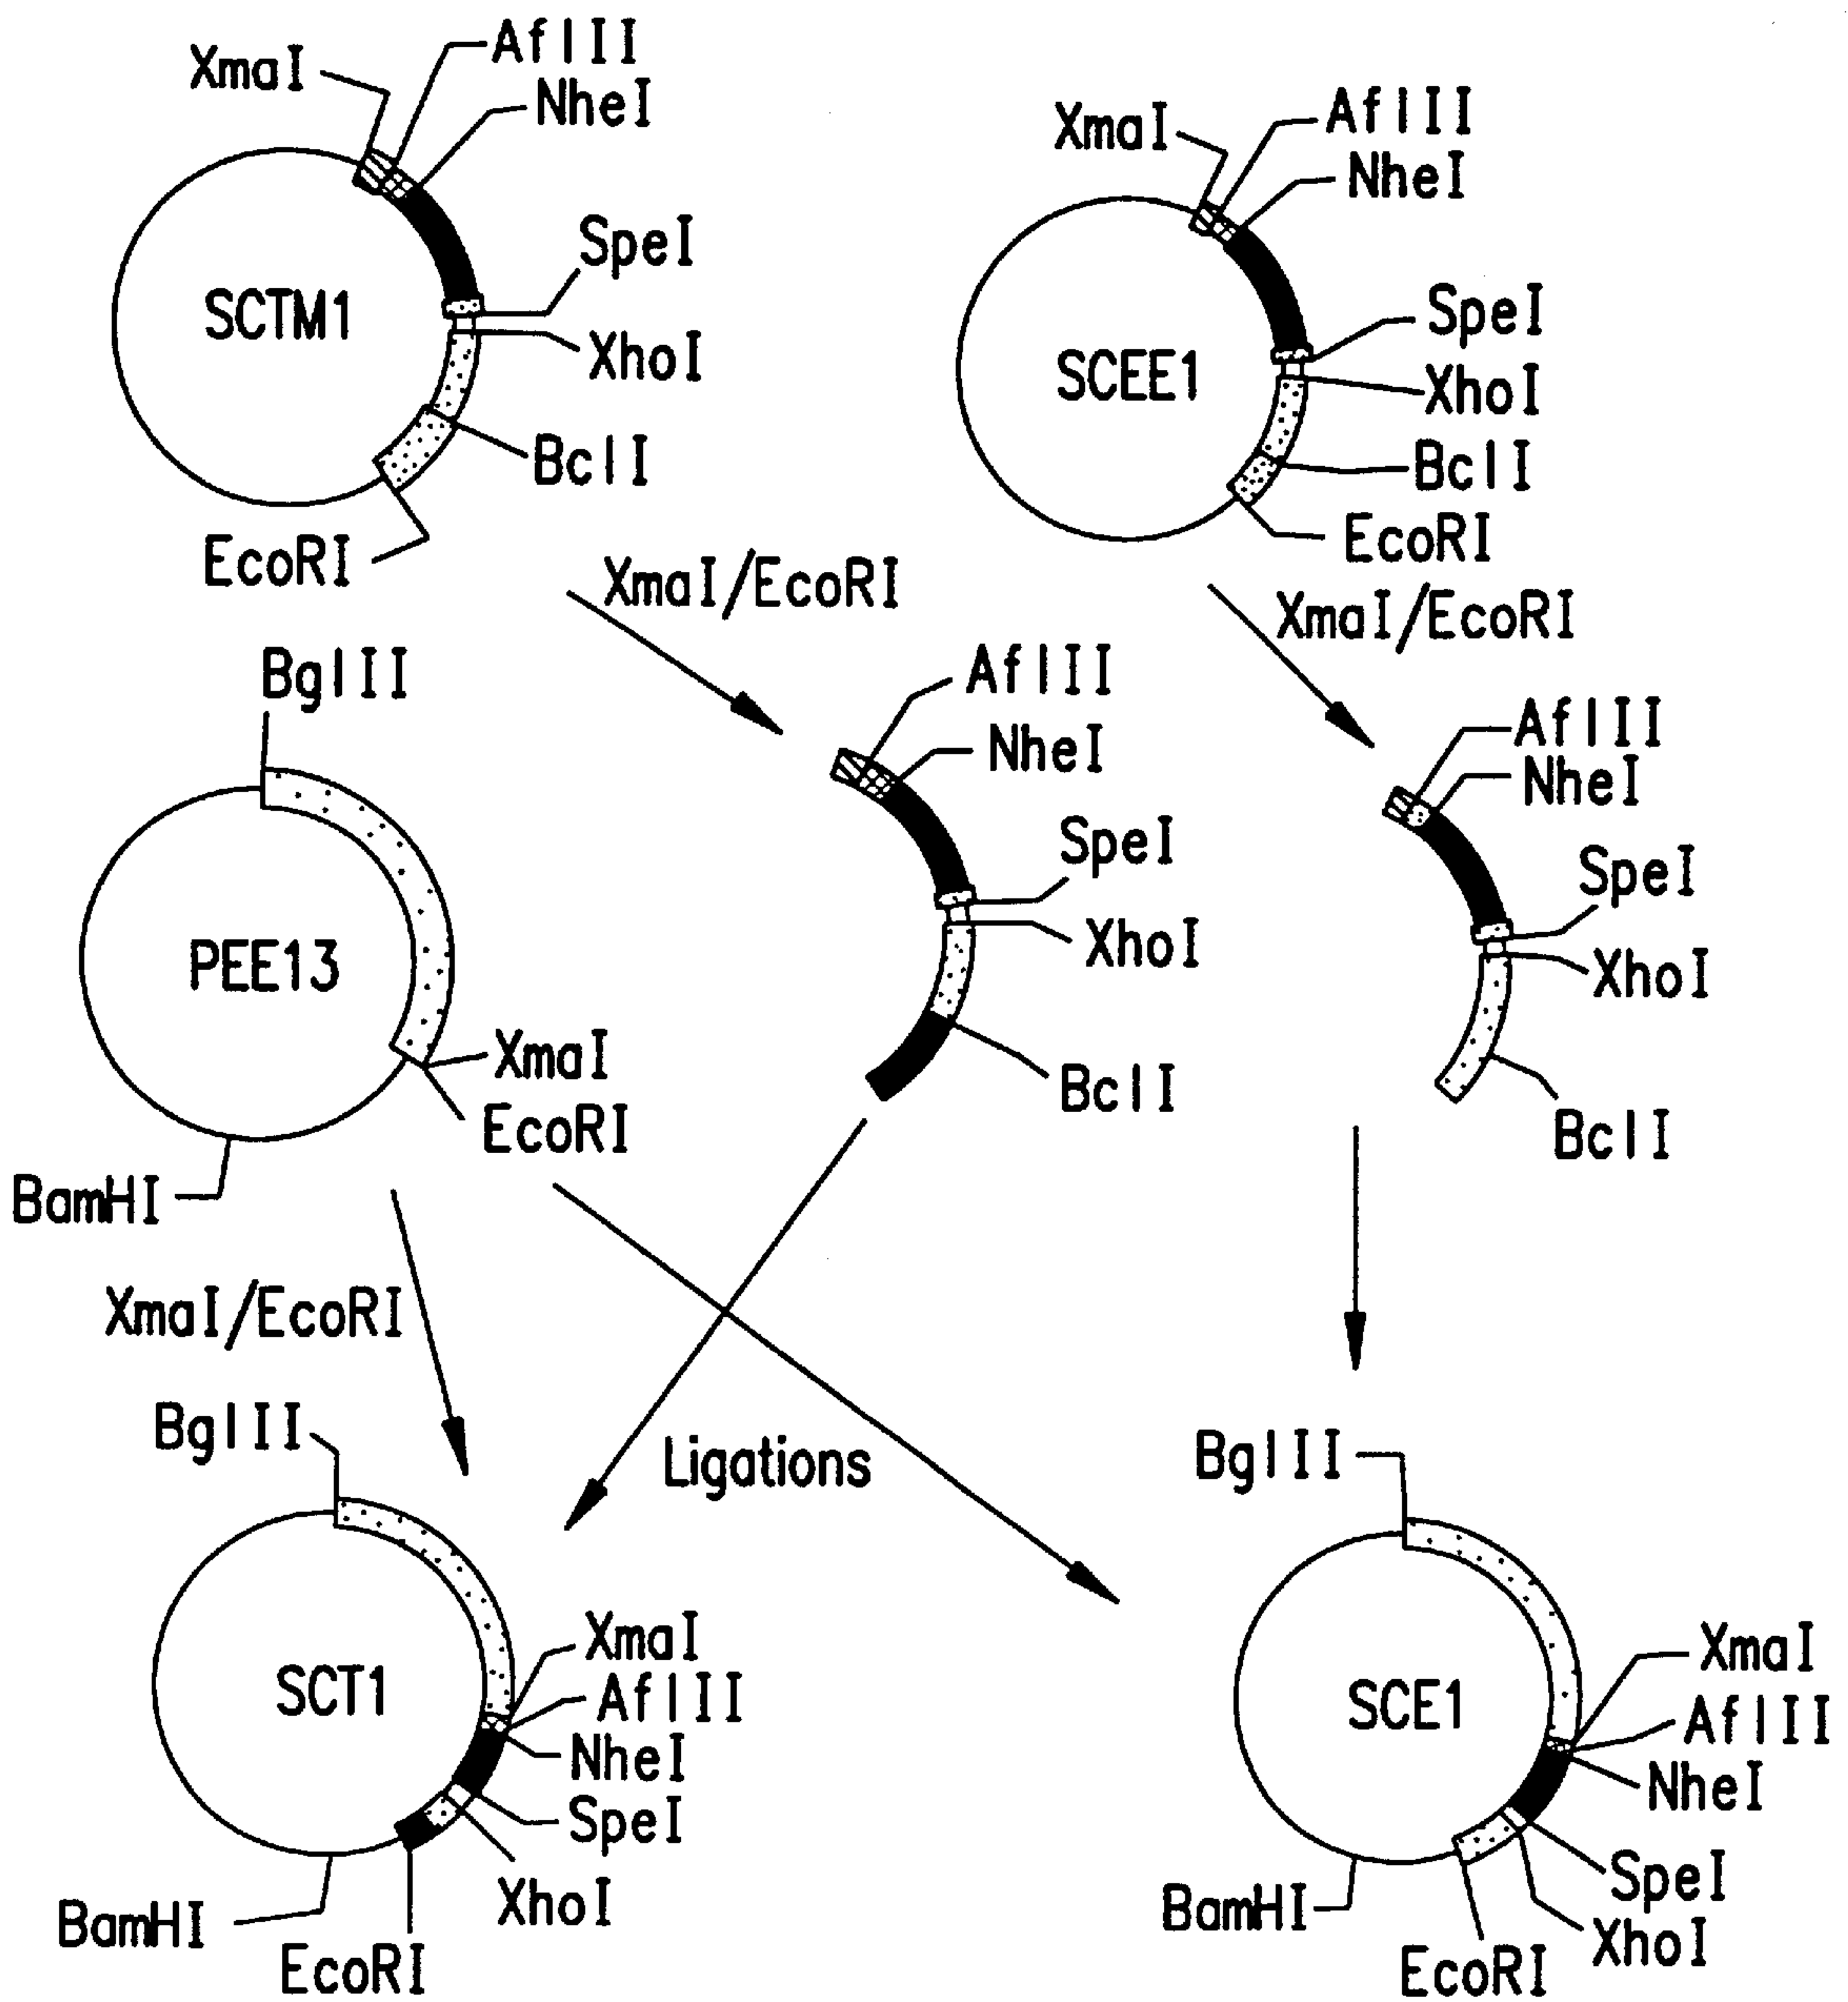 XmaI
AflII
NheI
SpeI
SCTM1
XhoI
BclI
EcoRI
XmaI
AflII
NheI
SpeI
SCEE1
XhoI
BclI
EcoRI
XmaI/EcoRI
XmaI/EcoRI
BglII
PEE13
XmaI
EcoRI
BamHI
AflII
NheI
SpeI
XhoI
BclI
AflII
NheI
SpeI
XhoI
BclI
XmaI/EcoRI
Ligations
BglII
SCT1
XmaI
AflII
NheI
SpeI
XhoI
BamHI
EcoRI
BglII
SCE1
XmaI
AflII
NheI
SpeI
XhoI
BamHI
EcoRI